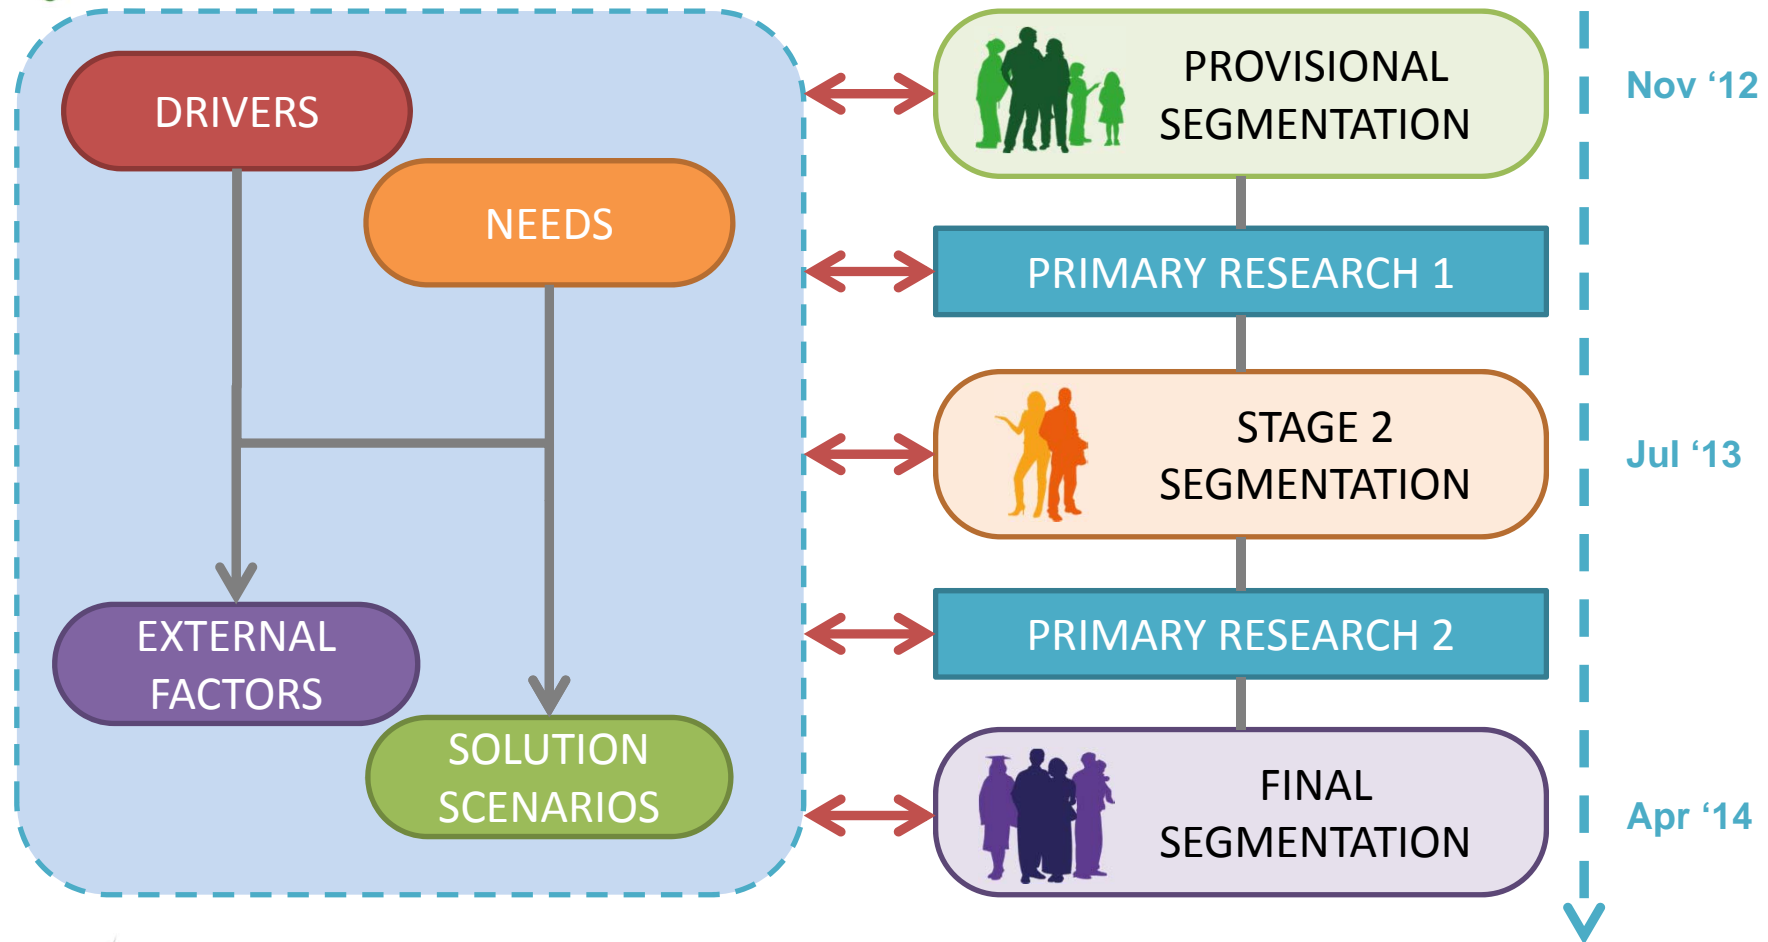 DRIVERS
NEEDS
EXTERNAL
FACTORS
SOLUTION
SCENARIOS
PROVISIONAL
SEGMENTATION
PRIMARY RESEARCH 1
STAGE 2
SEGMENTATION
PRIMARY RESEARCH 2
FINAL
SEGMENTATION
Nov ‘12
Jul ‘13
Apr ‘14